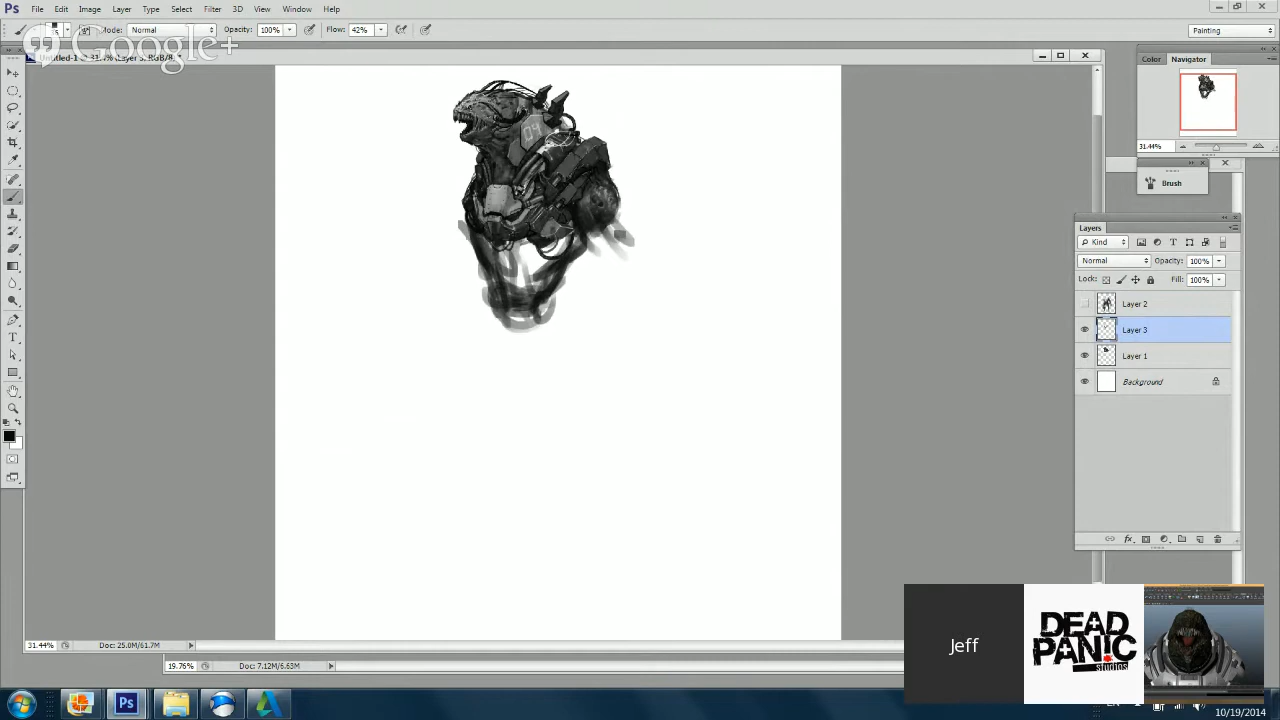 Ps File Edit Image Layer Type Select Filter 3D View Window Help
Mode: Normal Opacity: 100% Flow: 42% Painting
Google+
Color Navigator
31.44%
Brush
Layers
Kind
Normal Opacity: 100%
Lock: Fill: 100%
Layer 2
Layer 3
Layer 1
Background
04
31.44% Doc: 25.0M/61.7M
19.76% Doc: 7.12M/6.63M
Jeff
DEAD
PANIC
studios
Ps
10/19/2014